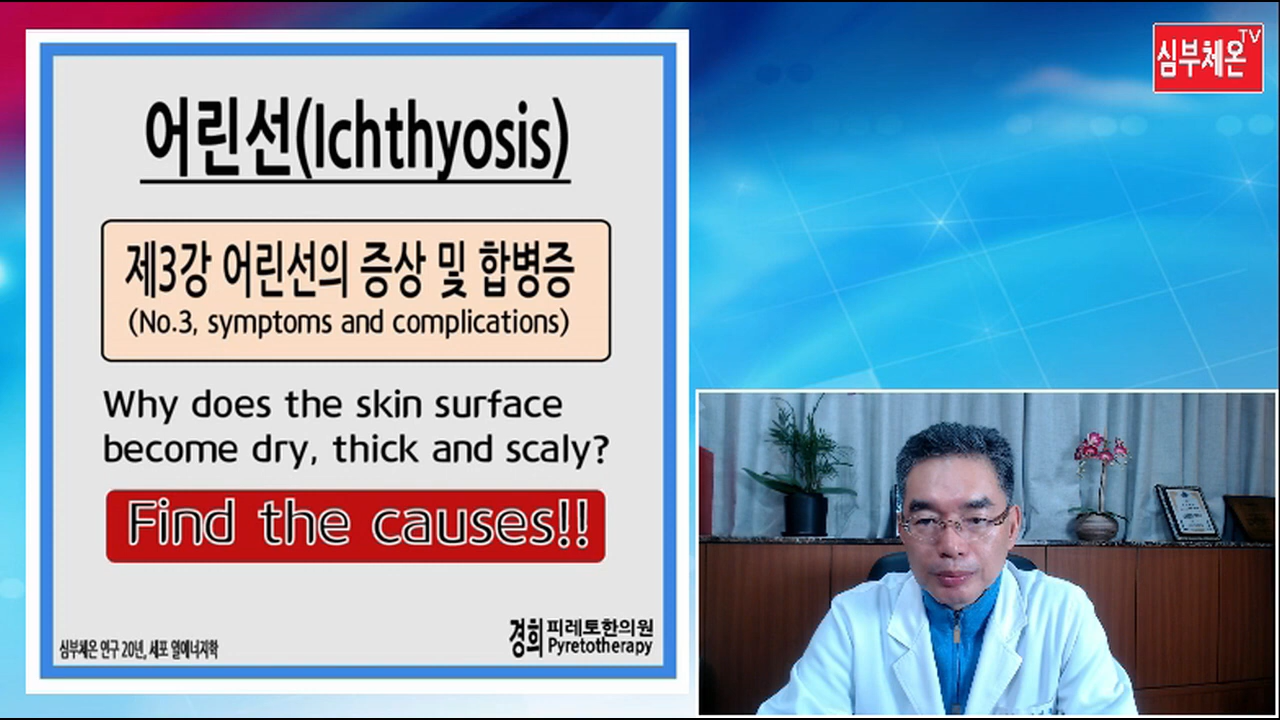 어린선(Ichthyosis)
제3강 어린선의 증상 및 합병증
(No.3, symptoms and complications)
Why does the skin surface
become dry, thick and scaly?
Find the causes!!
심부체온 연구 20년, 세포 열에너지학
경희 피레토한의원
Pyretotherapy
심부체온TV